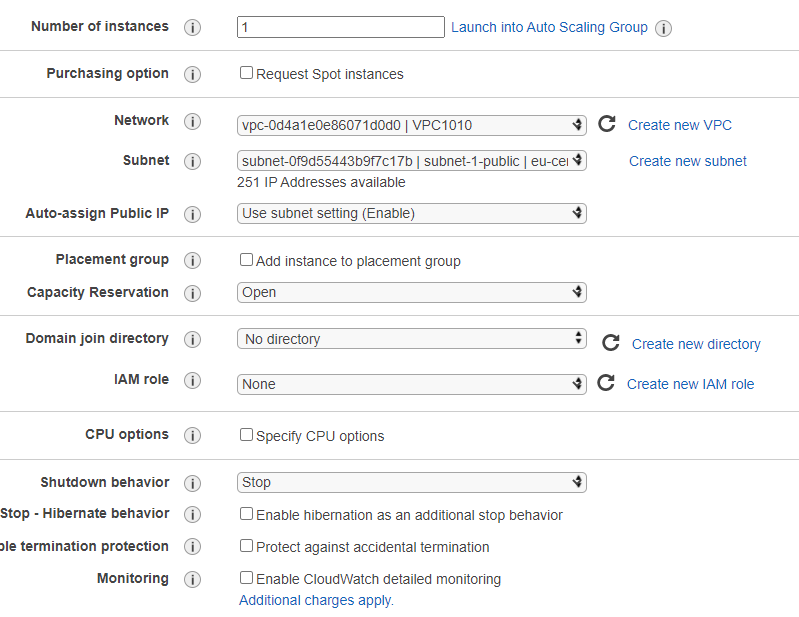 Number of instances 1 Launch into Auto Scaling Group
Purchasing option Request Spot instances
Network vpc-0d4a1e0e86071d0d0 | VPC1010 Create new VPC
Subnet subnet-0f9d55443b9f7c17b | subnet-1-public | eu-cer Create new subnet
251 IP Addresses available
Auto-assign Public IP Use subnet setting (Enable)
Placement group Add instance to placement group
Capacity Reservation Open
Domain join directory No directory Create new directory
IAM role None Create new IAM role
CPU options Specify CPU options
Shutdown behavior Stop
Stop - Hibernate behavior Enable hibernation as an additional stop behavior
ble termination protection Protect against accidental termination
Monitoring Enable CloudWatch detailed monitoring
Additional charges apply.